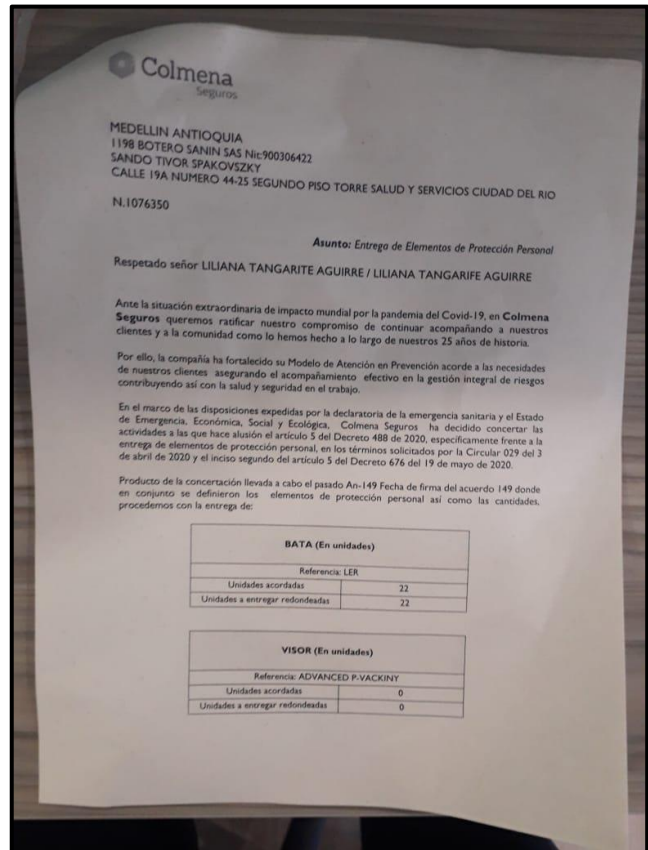 Colmena
Seguros
MEDELLIN ANTIOQUIA
1198 BOTERO SANIN SAS Nit:900306422
SANDO TIVOR SPAKOVSZKY
CALLE 19A NUMERO 44-25 SEGUNDO PISO TORRE SALUD Y SERVICIOS CIUDAD DEL RIO
N.1076350
Asunto: Entrega de Elementos de Protección Personal
Respetado señor LILIANA TANGARITE AGUIRRE / LILIANA TANGARIFE AGUIRRE
Ante la situación extraordinaria de impacto mundial por la pandemia del Covid-19, en Colmena
Seguros queremos ratificar nuestro compromiso de continuar acompañando a nuestros
clientes y a la comunidad como lo hemos hecho a lo largo de nuestros 25 años de historia.
Por ello, la compañía ha fortalecido su Modelo de Atención en Prevención acorde a las necesidades
de nuestros clientes asegurando el acompañamiento efectivo en la gestión integral de riesgos
contribuyendo así con la salud y seguridad en el trabajo.
En el marco de las disposiciones expedidas por la declaratoria de la emergencia sanitaria y el Estado
de Emergencia, Económica, Social y Ecológica, Colmena Seguros ha decidido concertar las
actividades a las que hace alusión el artículo 5 del Decreto 488 de 2020, específicamente frente a la
entrega de elementos de protección personal, en los términos solicitados por la Circular 029 del 3
de abril de 2020 y el inciso segundo del artículo 5 del Decreto 676 del 19 de mayo de 2020.
Producto de la concertación llevada a cabo el pasado An-149 Fecha de firma del acuerdo 149 donde
en conjunto se definieron los elementos de protección personal así como las cantidades,
procedemos con la entrega de:
BATA (En unidades)
Referencia: LER
Unidades acordadas 22
Unidades a entregar redondeadas 22
VISOR (En unidades)
Referencia: ADVANCED P-VACKINY
Unidades acordadas 0
Unidades a entregar redondeadas 0